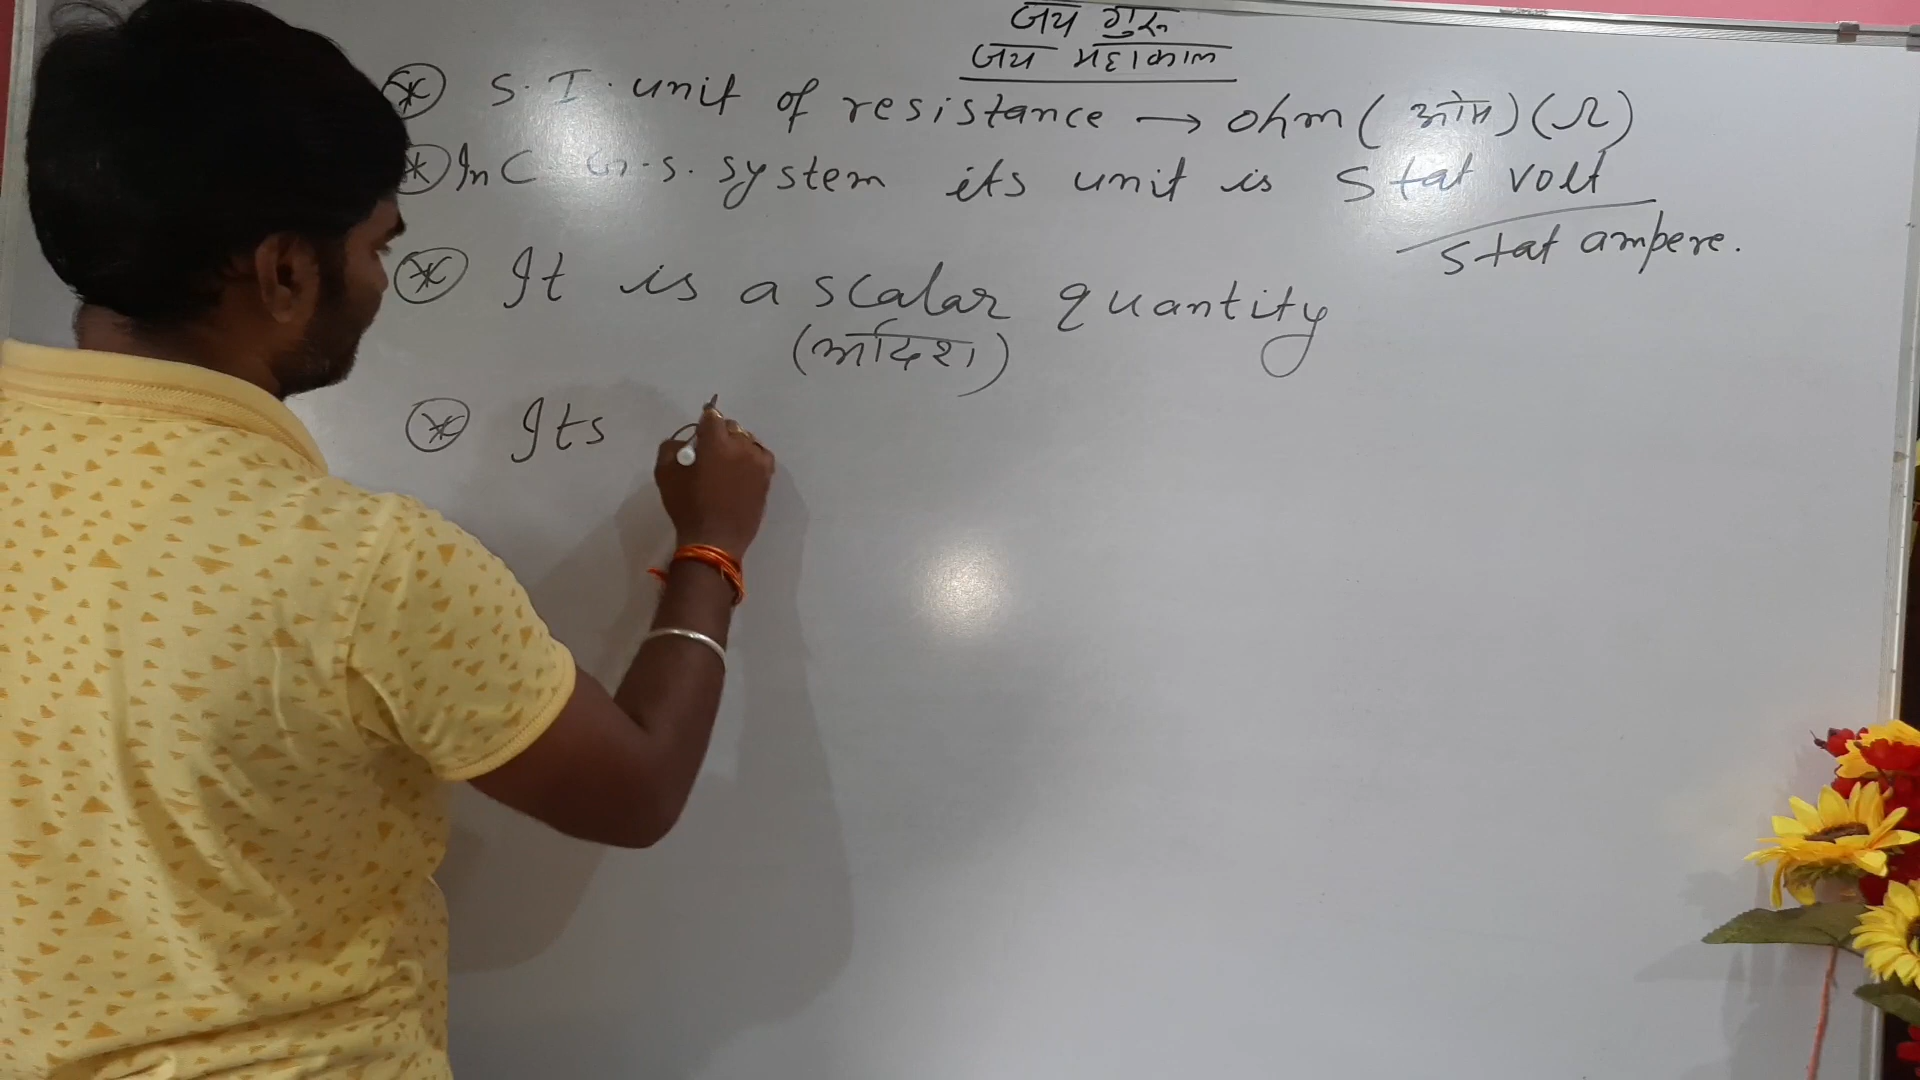 जय गुरू
जय महाकाल
S.I. unit of resistance → ohm (ओम) (Ω)
In C.G.S. system its unit is stat volt
stat ampere.
It is a scalar quantity
(अदिश)
Its